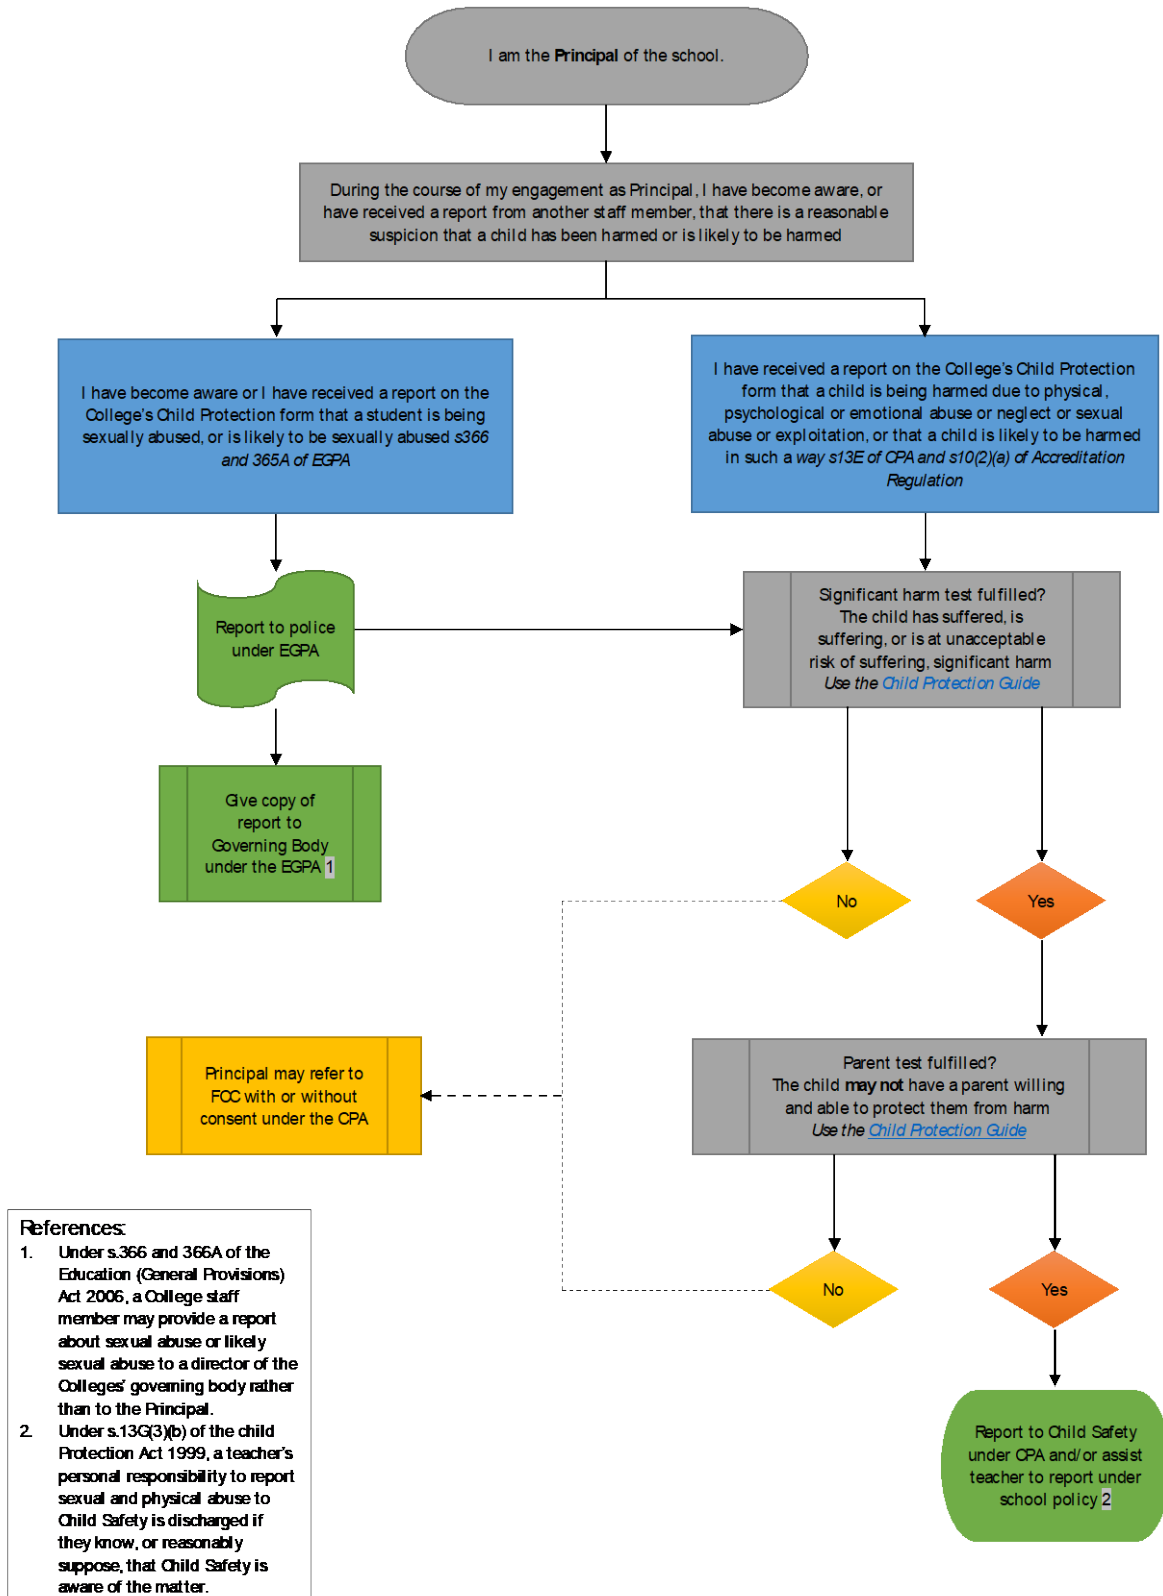 I am the Principal of the school.
During the course of my engagement as Principal, I have become aware, or
have received a report from another staff member, that there is a reasonable
suspicion that a child has been harmed or is likely to be harmed
I have become aware or I have received a report on the
College's Child Protection form that a student is being
sexually abused, or is likely to be sexually abused s366
and 365A of EGPA
I have received a report on the College's Child Protection
form that a child is being harmed due to physical,
psychological or emotional abuse or neglect or sexual
abuse or exploitation, or that a child is likely to be harmed
in such a way s13E of CPA and s10(2)(a) of Accreditation
Regulation
Report to police
under EGPA
Significant harm test fulfilled?
The child has suffered, is
suffering, or is at unacceptable
risk of suffering, significant harm
Use the Child Protection Guide
Give copy of
report to
Governing Body
under the EGPA 1
No
Yes
Principal may refer to
FCC with or without
consent under the CPA
Parent test fulfilled?
The child may not have a parent willing
and able to protect them from harm
Use the Child Protection Guide
No
Yes
Report to Child Safety
under CPA and/or assist
teacher to report under
school policy 2
References:
1. Under s.366 and 366A of the
Education (General Provisions)
Act 2006, a College staff
member may provide a report
about sexual abuse or likely
sexual abuse to a director of the
Colleges' governing body rather
than to the Principal.
2. Under s.13G(3)(b) of the child
Protection Act 1999, a teacher's
personal responsibility to report
sexual and physical abuse to
Child Safety is discharged if
they know, or reasonably
suppose, that Child Safety is
aware of the matter.